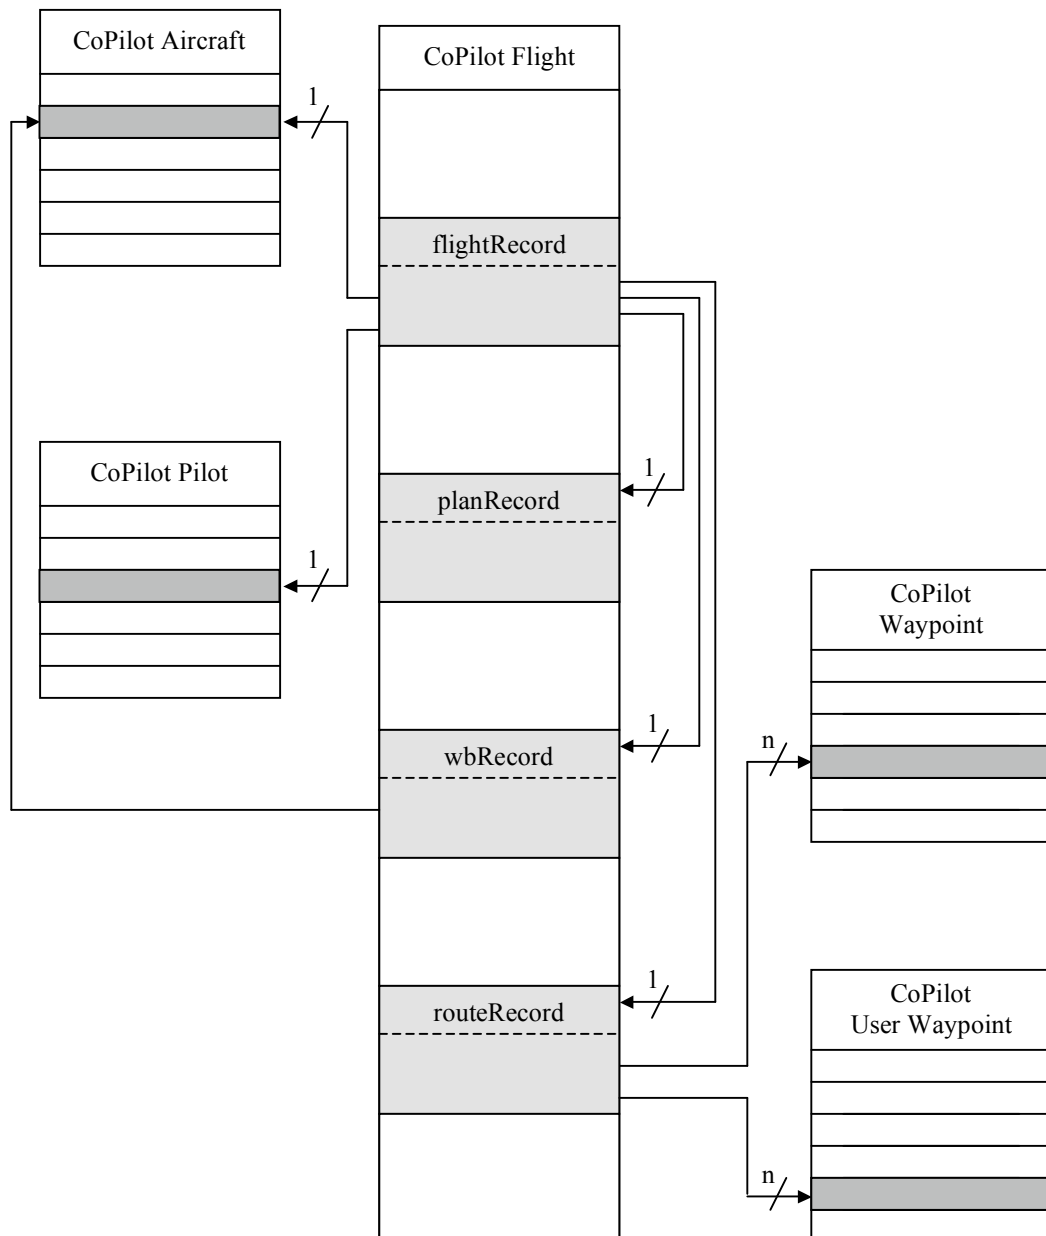 CoPilot Aircraft
CoPilot Flight
1
flightRecord
CoPilot Pilot
1
planRecord
1
1
wbRecord
CoPilot
Waypoint
n
1
routeRecord
CoPilot
User Waypoint
n